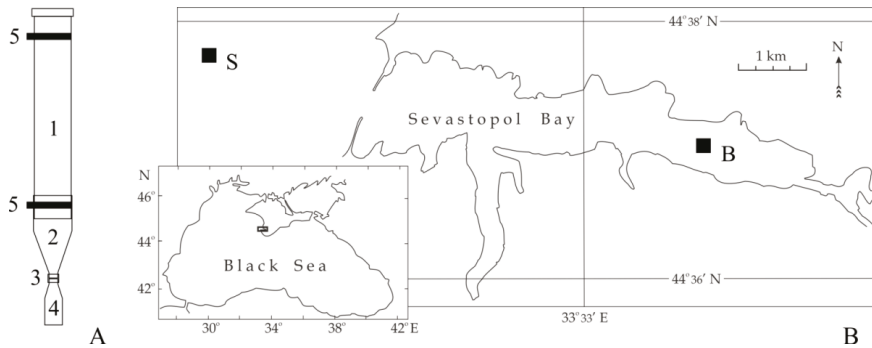 5
1
5
2
3
4
A
44°38′ N
S
1 km
N
Sevastopol Bay
B
N
46°
44°
42°
Black Sea
30°
34°
38°
42°E
44°36′ N
33°33′ E
B